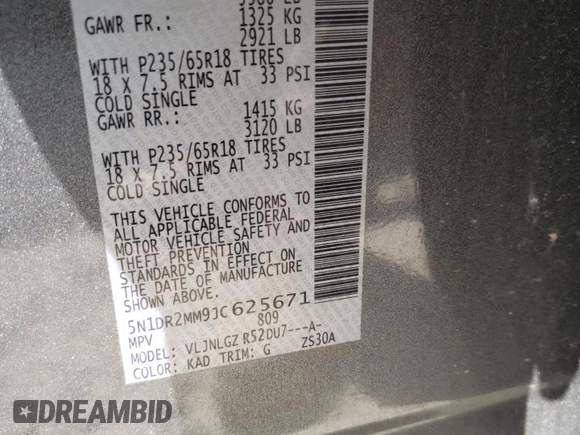 GAWR FR.: 1325 KG
2921 LB
WITH P235/65R18 TIRES
18 X 7.5 RIMS AT 33 PSI
COLD SINGLE
GAWR RR.: 1415 KG
3120 LB
WITH P235/65R18 TIRES
18 X 7.5 RIMS AT 33 PSI
COLD SINGLE
THIS VEHICLE CONFORMS TO
ALL APPLICABLE FEDERAL
MOTOR VEHICLE SAFETY AND
THEFT PREVENTION
STANDARDS IN EFFECT ON
THE DATE OF MANUFACTURE
SHOWN ABOVE.
5N1DR2MM9JC625671
MPV 809
MODEL: VLJNLGZ R52DU7---A-
COLOR: KAD TRIM: G ZS30A
DREAMBID